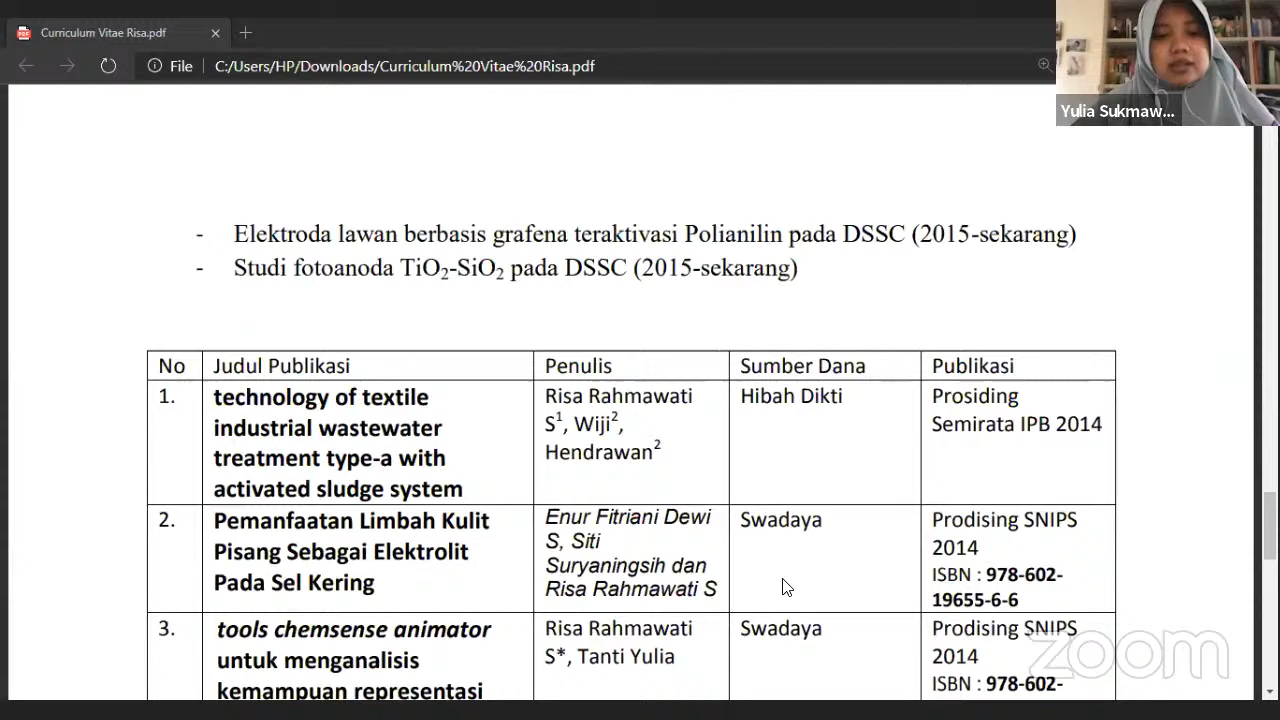 Curriculum Vitae Risa.pdf
File C:/Users/HP/Downloads/Curriculum%20Vitae%20Risa.pdf
Yulia Sukmaw...
- Elektroda lawan berbasis grafena teraktivasi Polianilin pada DSSC (2015-sekarang)
- Studi fotoanoda TiO2-SiO2 pada DSSC (2015-sekarang)
No Judul Publikasi Penulis Sumber Dana Publikasi
1.
technology of textile
industrial wastewater
treatment type-a with
activated sludge system
Risa Rahmawati
S1, Wiji2,
Hendrawan2
Hibah Dikti
Prosiding
Semirata IPB 2014
2.
Pemanfaatan Limbah Kulit
Pisang Sebagai Elektrolit
Pada Sel Kering
Enur Fitriani Dewi
S, Siti
Suryaningsih dan
Risa Rahmawati S
Swadaya
Prodising SNIPS
2014
ISBN : 978-602-
19655-6-6
3.
tools chemsense animator
untuk menganalisis
kemampuan representasi
Risa Rahmawati
S*, Tanti Yulia
Swadaya
Prodising SNIPS
2014
ISBN : 978-602-
zoom